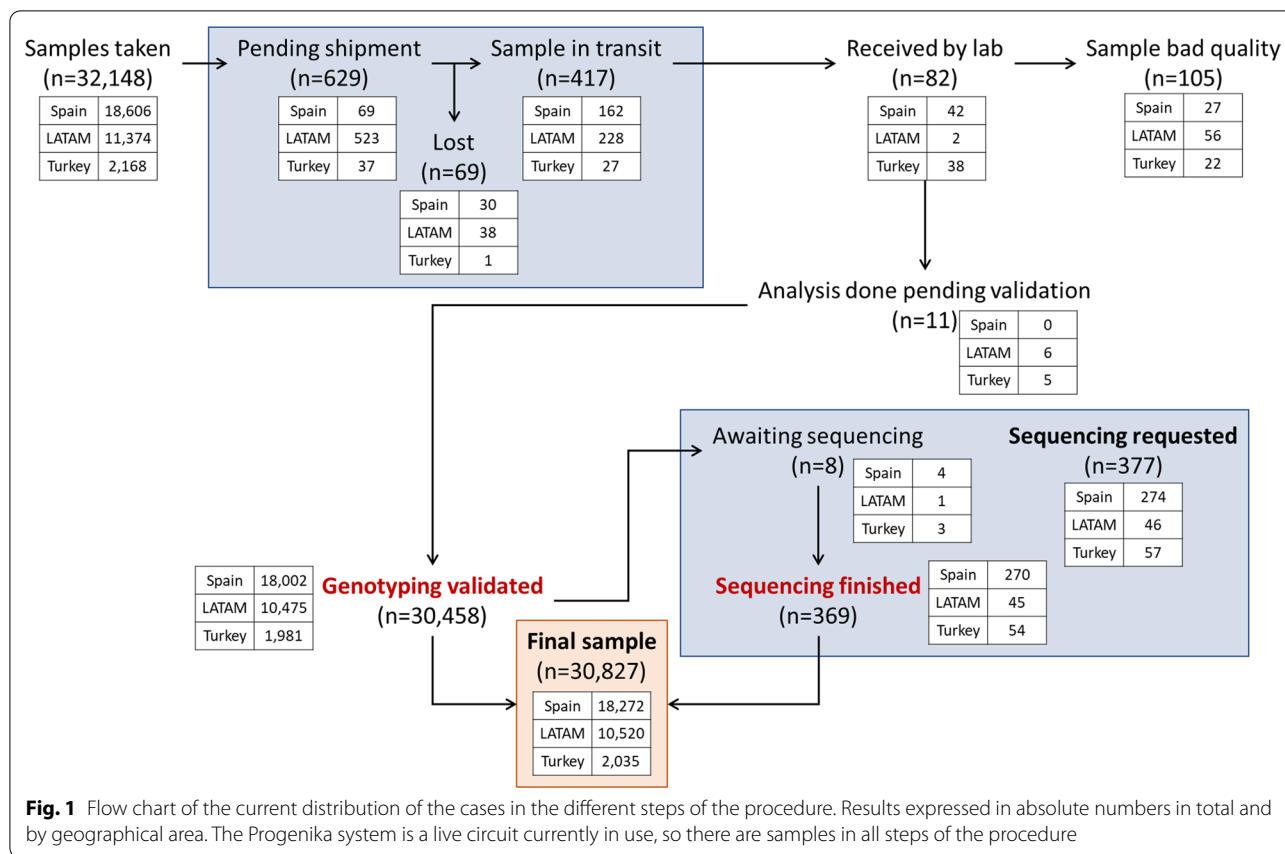 Samples taken
(n=32,148)
Spain 18,606
LATAM 11,374
Turkey 2,168
Pending shipment
(n=629)
Spain 69
LATAM 523
Turkey 37
Lost
(n=69)
Spain 30
LATAM 38
Turkey 1
Sample in transit
(n=417)
Spain 162
LATAM 228
Turkey 27
Received by lab
(n=82)
Spain 42
LATAM 2
Turkey 38
Sample bad quality
(n=105)
Spain 27
LATAM 56
Turkey 22
Analysis done pending validation
(n=11)
Spain 0
LATAM 6
Turkey 5
Awaiting sequencing
(n=8)
Spain 4
LATAM 1
Turkey 3
Sequencing requested
(n=377)
Spain 274
LATAM 46
Turkey 57
Genotyping validated
(n=30,458)
Spain 18,002
LATAM 10,475
Turkey 1,981
Sequencing finished
(n=369)
Spain 270
LATAM 45
Turkey 54
Final sample
(n=30,827)
Spain 18,272
LATAM 10,520
Turkey 2,035
Fig. 1 Flow chart of the current distribution of the cases in the different steps of the procedure. Results expressed in absolute numbers in total and
by geographical area. The Progenika system is a live circuit currently in use, so there are samples in all steps of the procedure